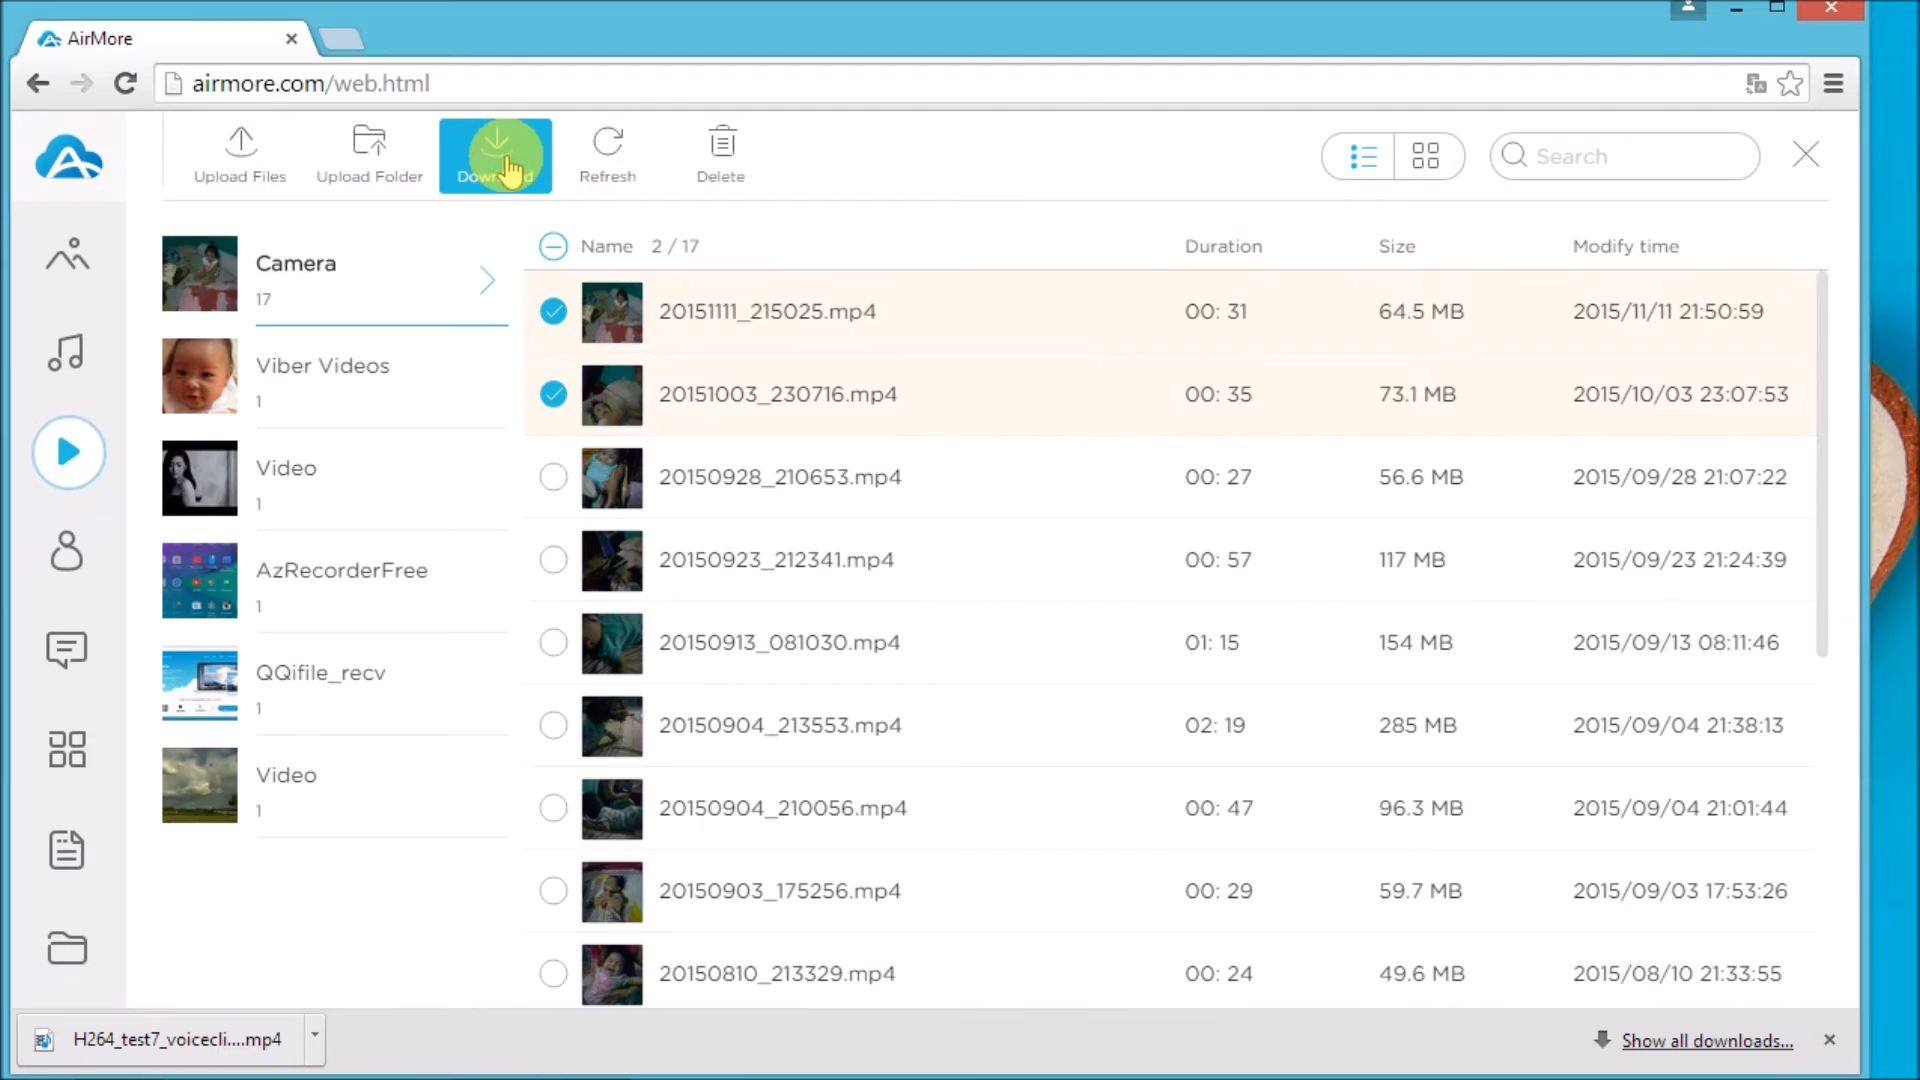 AirMore
airmore.com/web.html
Upload Files
Upload Folder
Download
Refresh
Delete
Search
Camera
17
Viber Videos
1
Video
1
AzRecorderFree
1
QQifile_recv
1
Video
1
Name 2 / 17 Duration Size Modify time
20151111_215025.mp4 00: 31 64.5 MB 2015/11/11 21:50:59
20151003_230716.mp4 00: 35 73.1 MB 2015/10/03 23:07:53
20150928_210653.mp4 00: 27 56.6 MB 2015/09/28 21:07:22
20150923_212341.mp4 00: 57 117 MB 2015/09/23 21:24:39
20150913_081030.mp4 01: 15 154 MB 2015/09/13 08:11:46
20150904_213553.mp4 02: 19 285 MB 2015/09/04 21:38:13
20150904_210056.mp4 00: 47 96.3 MB 2015/09/04 21:01:44
20150903_175256.mp4 00: 29 59.7 MB 2015/09/03 17:53:26
20150810_213329.mp4 00: 24 49.6 MB 2015/08/10 21:33:55
H264_test7_voicecli....mp4
Show all downloads...